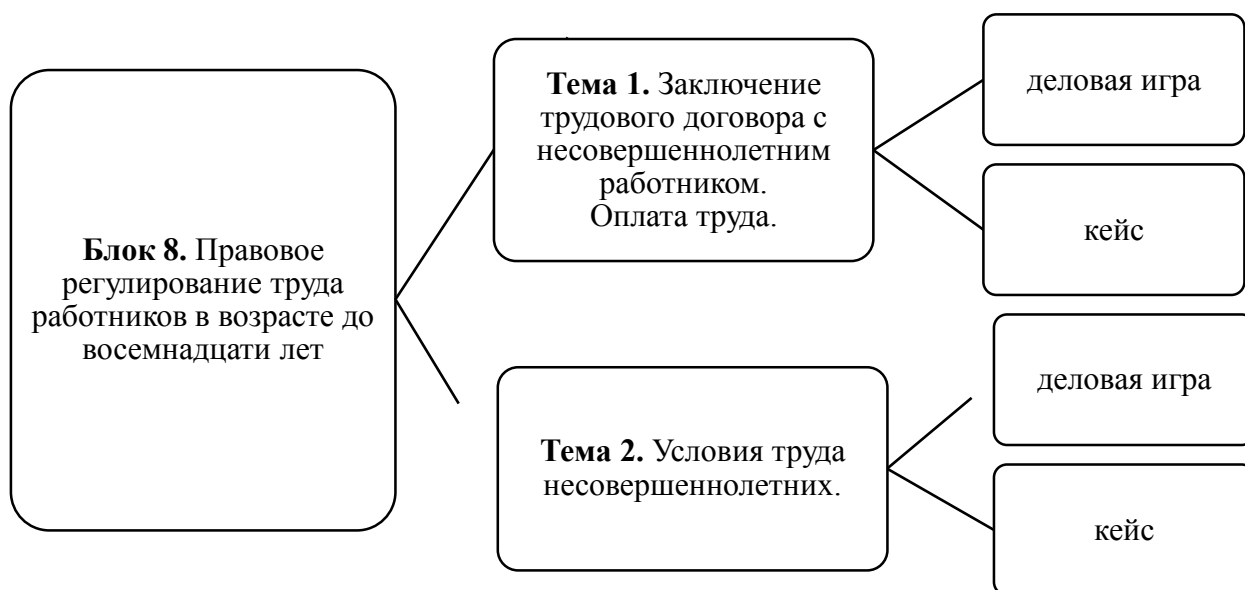 Блок 8. Правовое
регулирование труда
работников в возрасте до
восемнадцати лет
Тема 1. Заключение
трудового договора с
несовершеннолетним
работником.
Оплата труда.
деловая игра
кейс
Тема 2. Условия труда
несовершеннолетних.
деловая игра
кейс